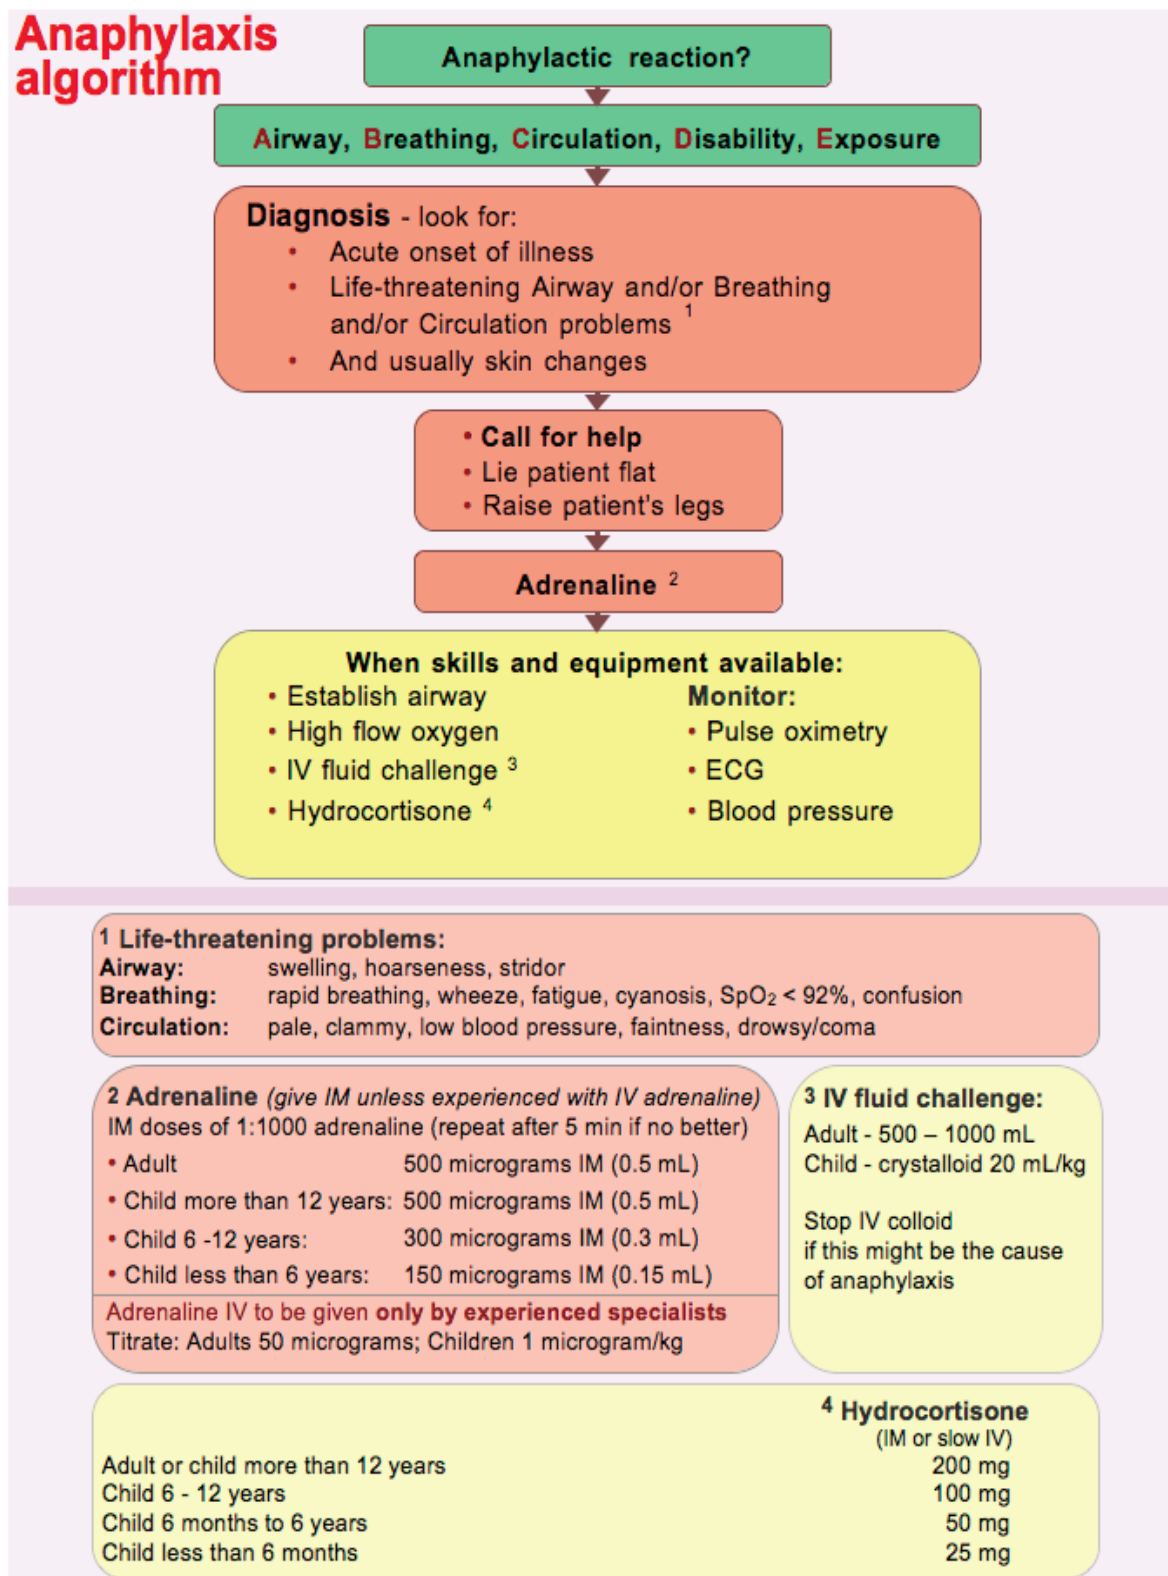 Anaphylaxis
algorithm
Anaphylactic reaction?
Airway, Breathing, Circulation, Disability, Exposure
Diagnosis - look for:
• Acute onset of illness
• Life-threatening Airway and/or Breathing
and/or Circulation problems 1
• And usually skin changes
• Call for help
• Lie patient flat
• Raise patient's legs
Adrenaline 2
When skills and equipment available:
• Establish airway
• High flow oxygen
• IV fluid challenge 3
• Hydrocortisone 4
Monitor:
• Pulse oximetry
• ECG
• Blood pressure
1 Life-threatening problems:
Airway: swelling, hoarseness, stridor
Breathing: rapid breathing, wheeze, fatigue, cyanosis, SpO2 < 92%, confusion
Circulation: pale, clammy, low blood pressure, faintness, drowsy/coma
2 Adrenaline (give IM unless experienced with IV adrenaline)
IM doses of 1:1000 adrenaline (repeat after 5 min if no better)
• Adult 500 micrograms IM (0.5 mL)
• Child more than 12 years: 500 micrograms IM (0.5 mL)
• Child 6 -12 years: 300 micrograms IM (0.3 mL)
• Child less than 6 years: 150 micrograms IM (0.15 mL)
Adrenaline IV to be given only by experienced specialists
Titrate: Adults 50 micrograms; Children 1 microgram/kg
3 IV fluid challenge:
Adult - 500 – 1000 mL
Child - crystalloid 20 mL/kg
Stop IV colloid
if this might be the cause
of anaphylaxis
4 Hydrocortisone
(IM or slow IV)
Adult or child more than 12 years 200 mg
Child 6 - 12 years 100 mg
Child 6 months to 6 years 50 mg
Child less than 6 months 25 mg